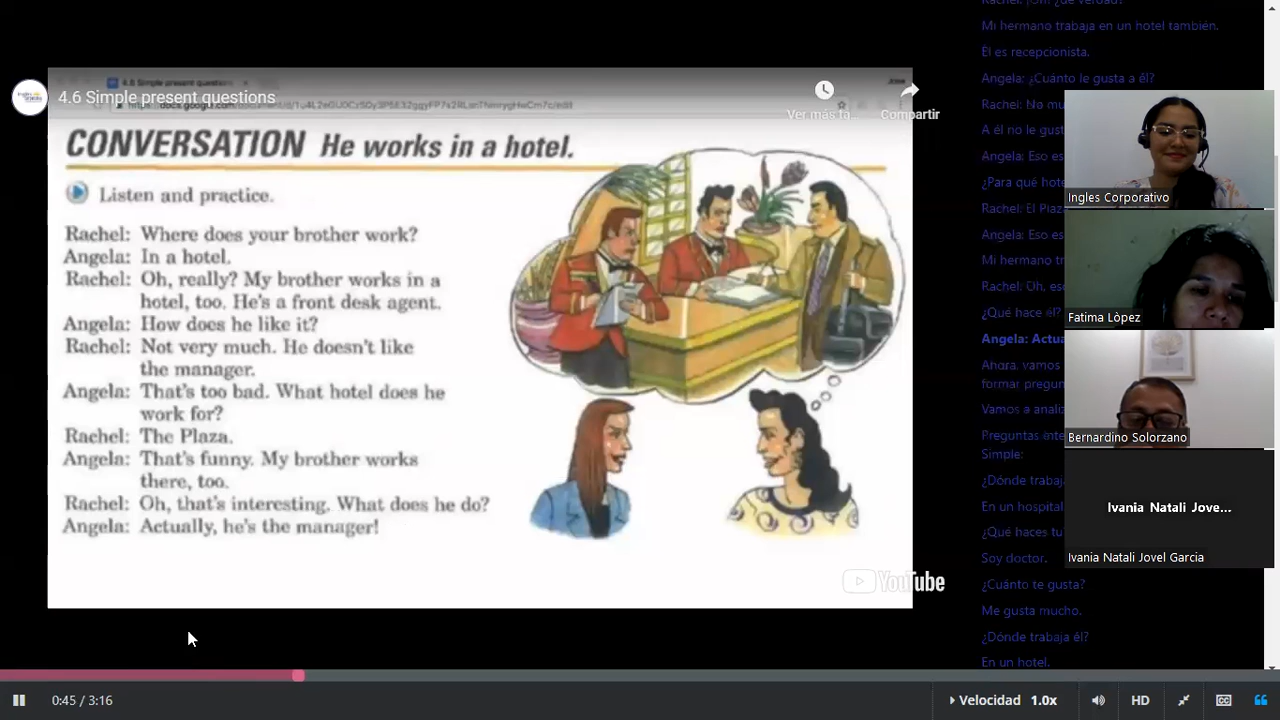 4.6 Simple present questions
Ver más ta...
Compartir
CONVERSATION He works in a hotel.
Listen and practice.
Rachel: Where does your brother work?
Angela: In a hotel.
Rachel: Oh, really? My brother works in a
hotel, too. He's a front desk agent.
Angela: How does he like it?
Rachel: Not very much. He doesn't like
the manager.
Angela: That's too bad. What hotel does he
work for?
Rachel: The Plaza.
Angela: That's funny. My brother works
there, too.
Rachel: Oh, that's interesting. What does he do?
Angela: Actually, he's the manager!
YouTube
Mi hermano trabaja en un hotel también.
Él es recepcionista.
Angela: ¿Cuánto le gusta a él?
Rachel: No mu
A él no le gust
Angela: Eso es
¿Para qué hote
Rachel: El Plaza
Angela: Eso es
Mi hermano tra
Rachel: Oh, eso
¿Qué hace él?
Angela: Actua
Ahora, vamos
formar pregun
Vamos a analiz
Preguntas inte
Simple:
¿Dónde trabaj
En un hospital
¿Qué haces tu
Soy doctor.
¿Cuánto te gusta?
Me gusta mucho.
¿Dónde trabaja él?
En un hotel.
Ingles Corporativo
Fatima Lòpez
Bernardino Solorzano
Ivania Natali Jove...
Ivania Natali Jovel Garcia
0:45 / 3:16
Velocidad 1.0x
HD
CC